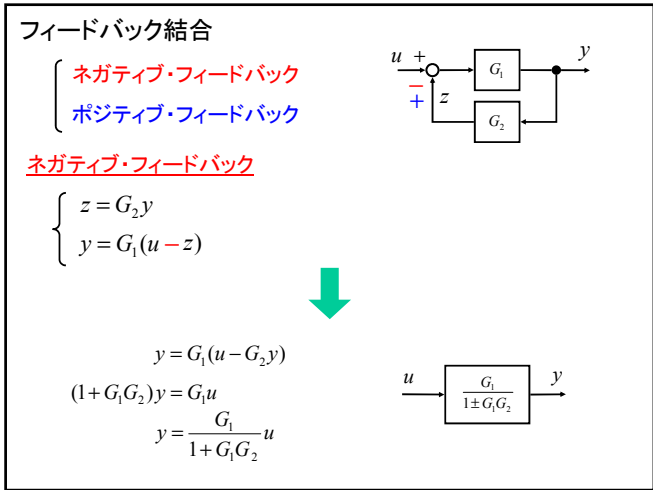 フィードバック結合
ネガティブ・フィードバック
ポジティブ・フィードバック
u + − + z G₁ y
G₂
ネガティブ・フィードバック
z = G₂y
y = G₁(u − z)
y = G₁(u − G₂y)
(1 + G₁G₂)y = G₁u
y = G₁ / (1 + G₁G₂) u
u G₁ / (1 ± G₁G₂) y